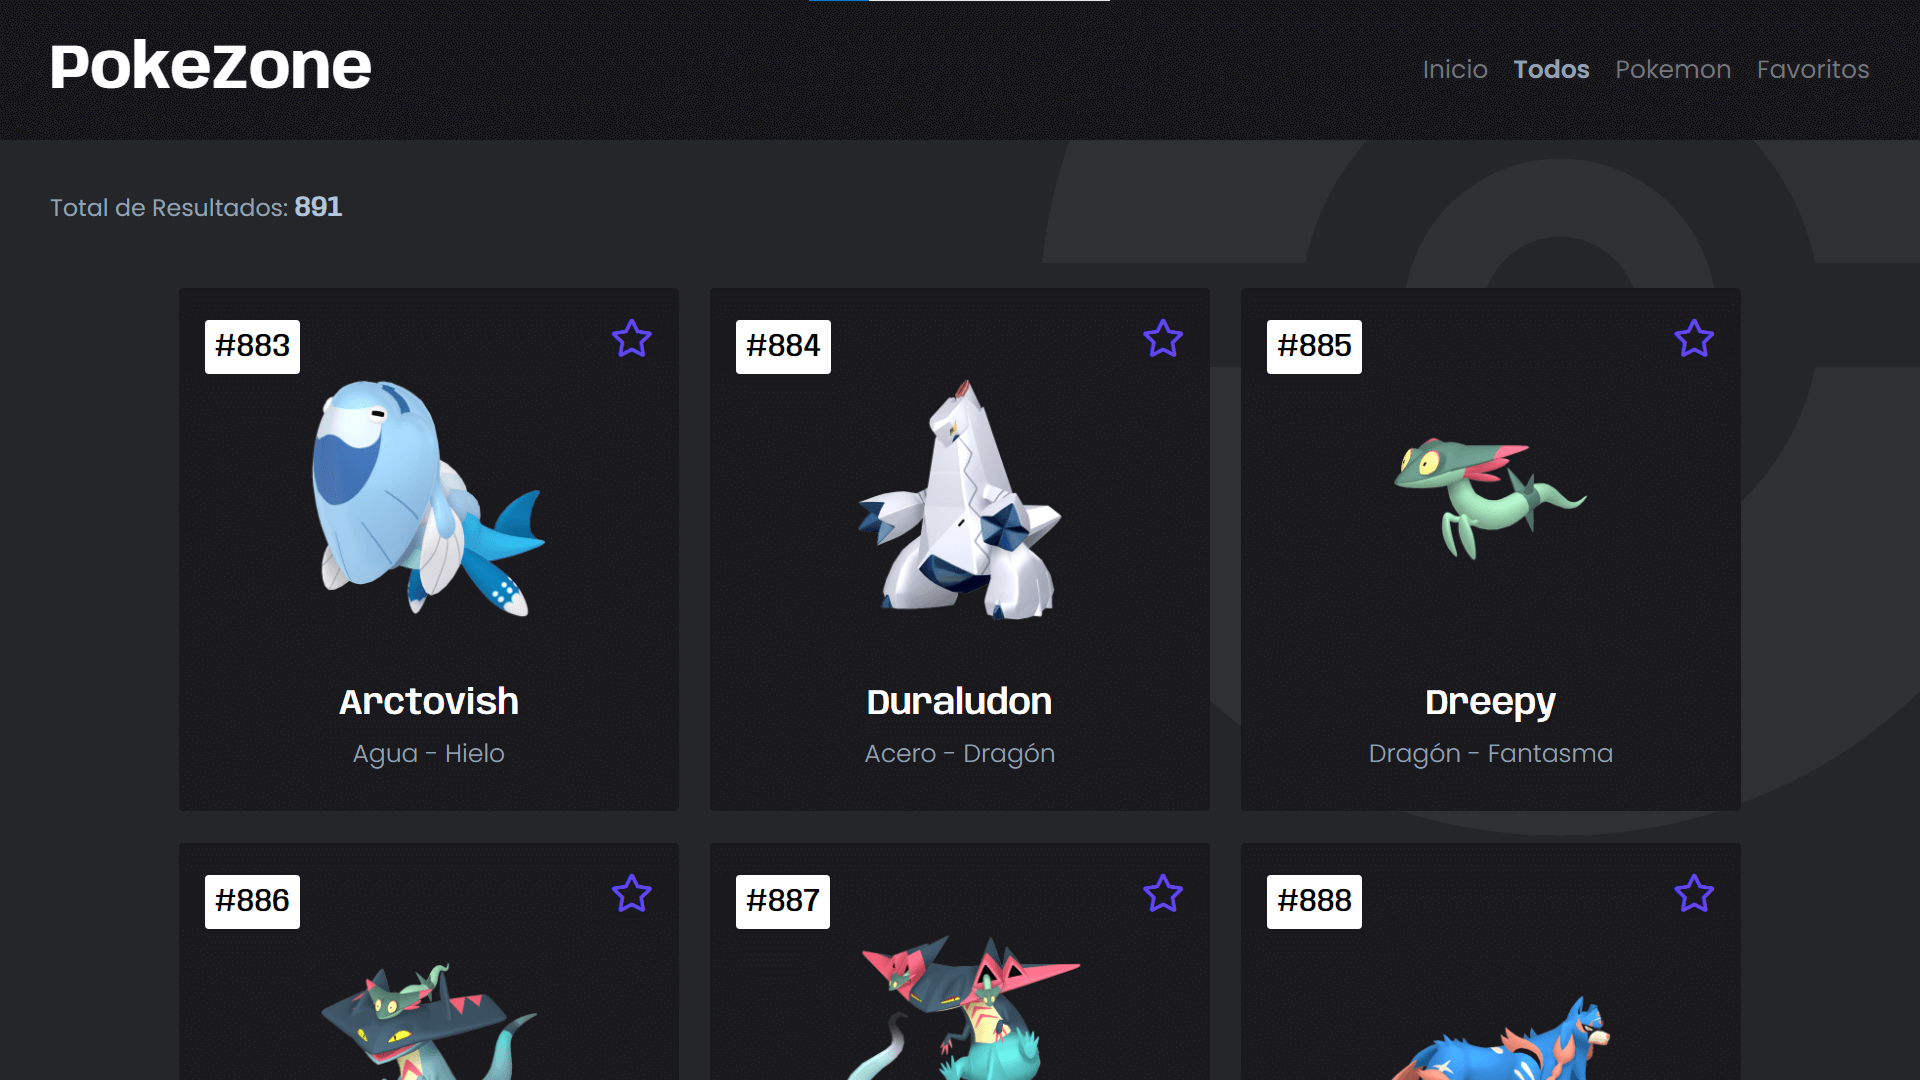 PokeZone
Inicio Todos Pokemon Favoritos
Total de Resultados: 891
#883
Arctovish
Agua - Hielo
#884
Duraludon
Acero - Dragón
#885
Dreepy
Dragón - Fantasma
#886
#887
#888